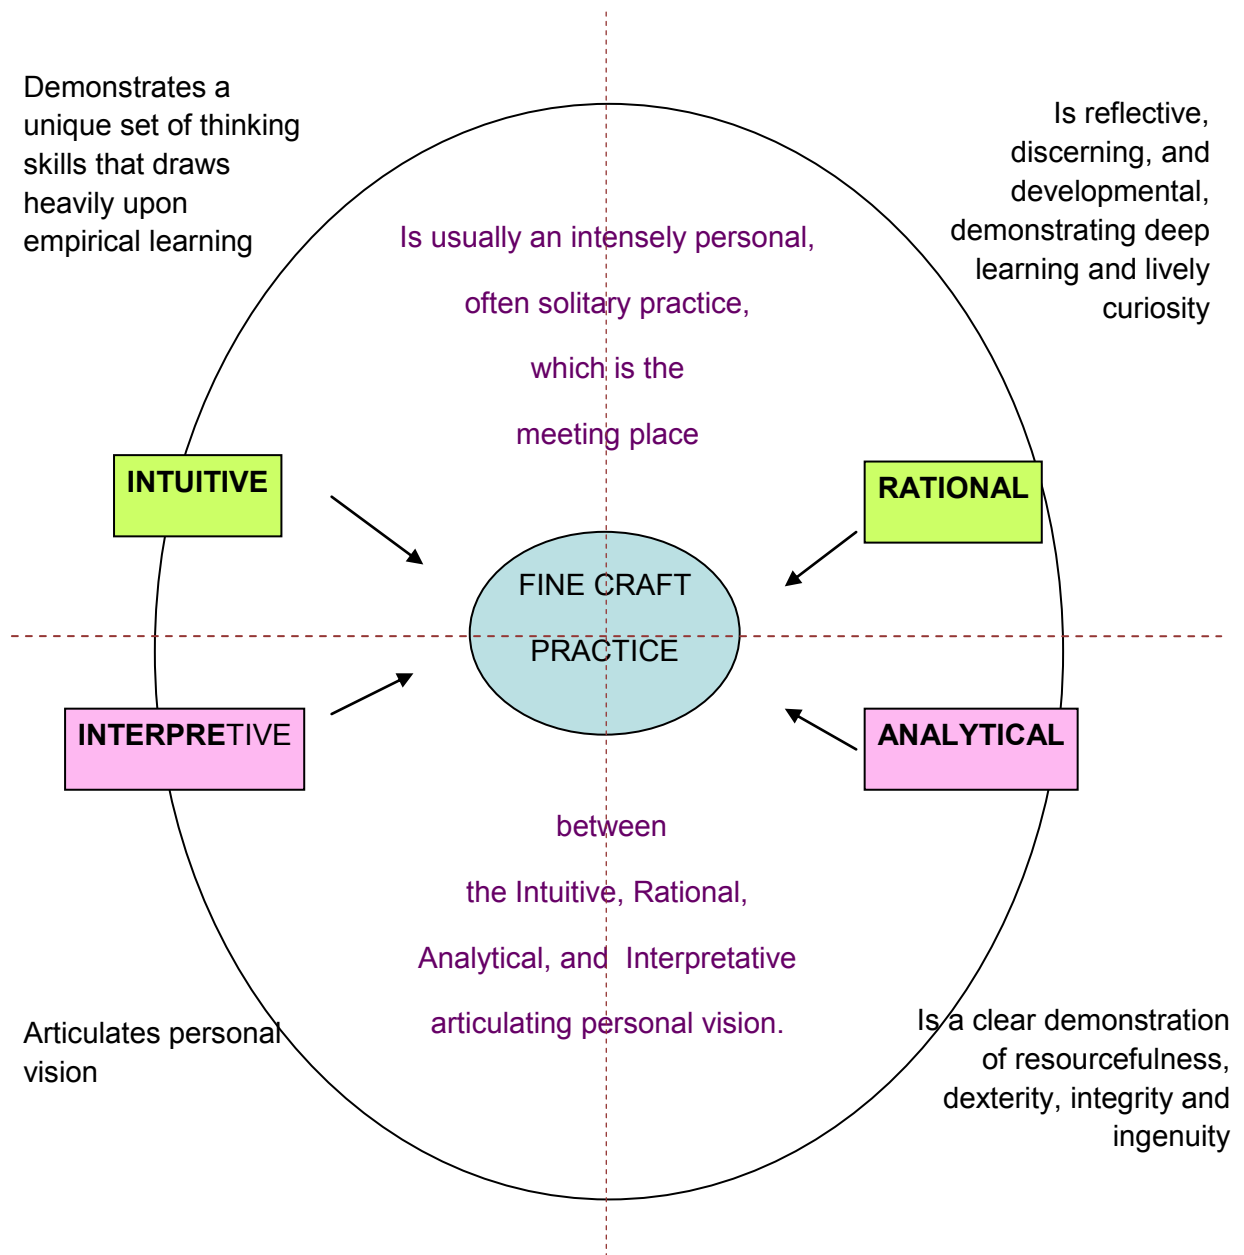 Demonstrates a
unique set of thinking
skills that draws
heavily upon
empirical learning
Is reflective,
discerning, and
developmental,
demonstrating deep
learning and lively
curiosity
Is usually an intensely personal,
often solitary practice,
which is the
meeting place
INTUITIVE
RATIONAL
FINE CRAFT
PRACTICE
INTERPRETIVE
ANALYTICAL
between
the Intuitive, Rational,
Analytical, and Interpretative
articulating personal vision.
Articulates personal
vision
Is a clear demonstration
of resourcefulness,
dexterity, integrity and
ingenuity